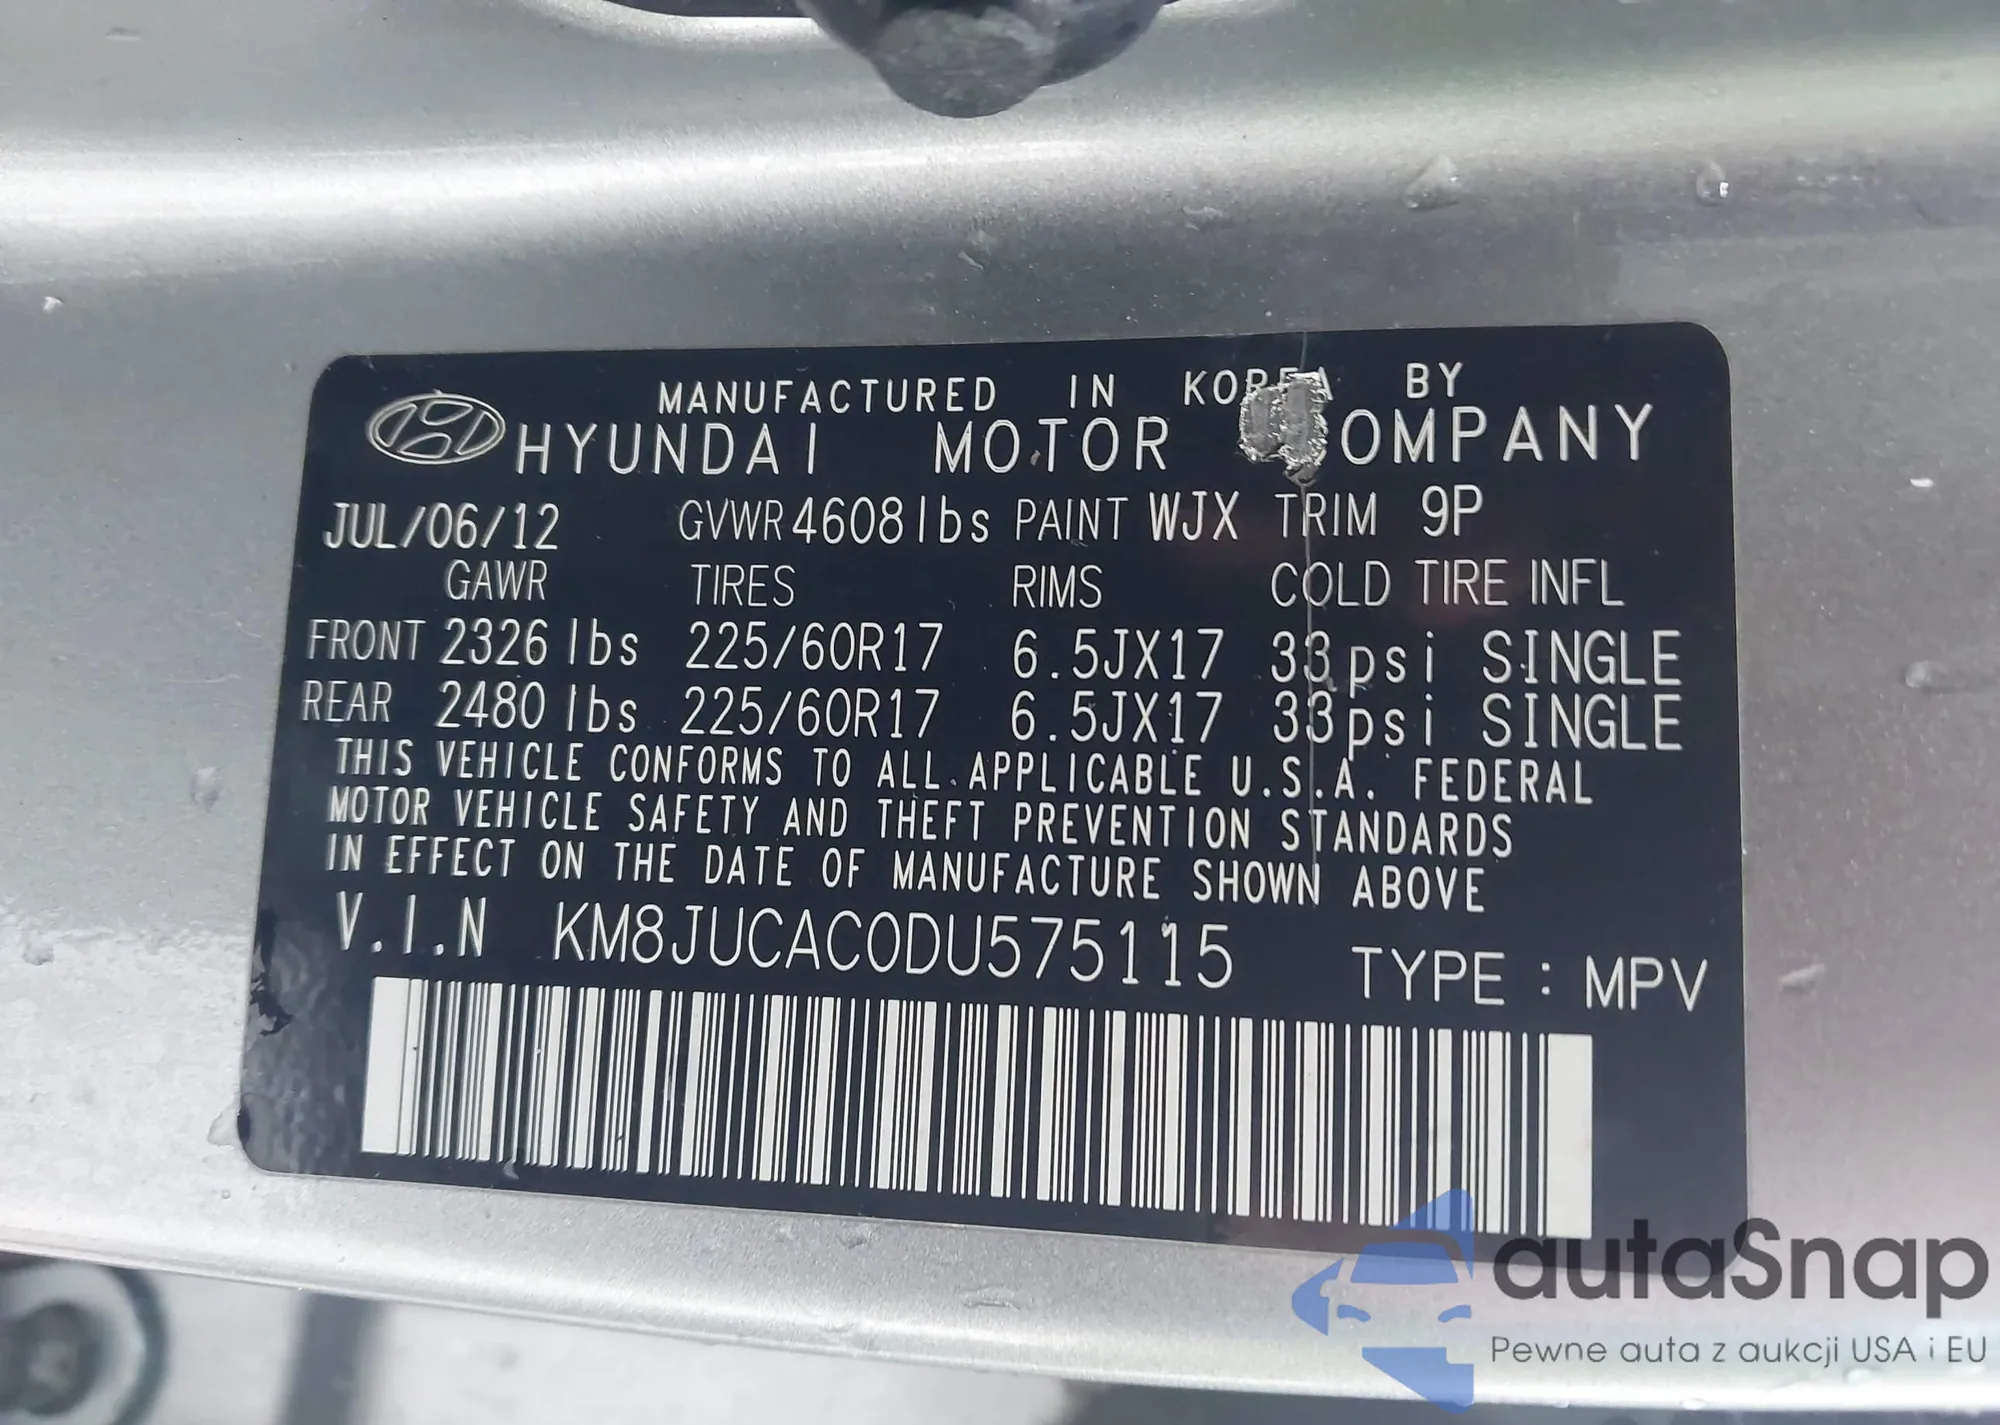 MANUFACTURED IN KOREA BY
HYUNDAI MOTOR COMPANY
JUL/06/12 GVWR 4608lbs PAINT WJX TRIM 9P
GAWR TIRES RIMS COLD TIRE INFL
FRONT 2326 lbs 225/60R17 6.5JX17 33psi SINGLE
REAR 2480 lbs 225/60R17 6.5JX17 33psi SINGLE
THIS VEHICLE CONFORMS TO ALL APPLICABLE U.S.A. FEDERAL
MOTOR VEHICLE SAFETY AND THEFT PREVENTION STANDARDS
IN EFFECT ON THE DATE OF MANUFACTURE SHOWN ABOVE
V.I.N KM8JUCAC0DU575115 TYPE : MPV
autaSnap
Pewne auta z aukcji USA i EU